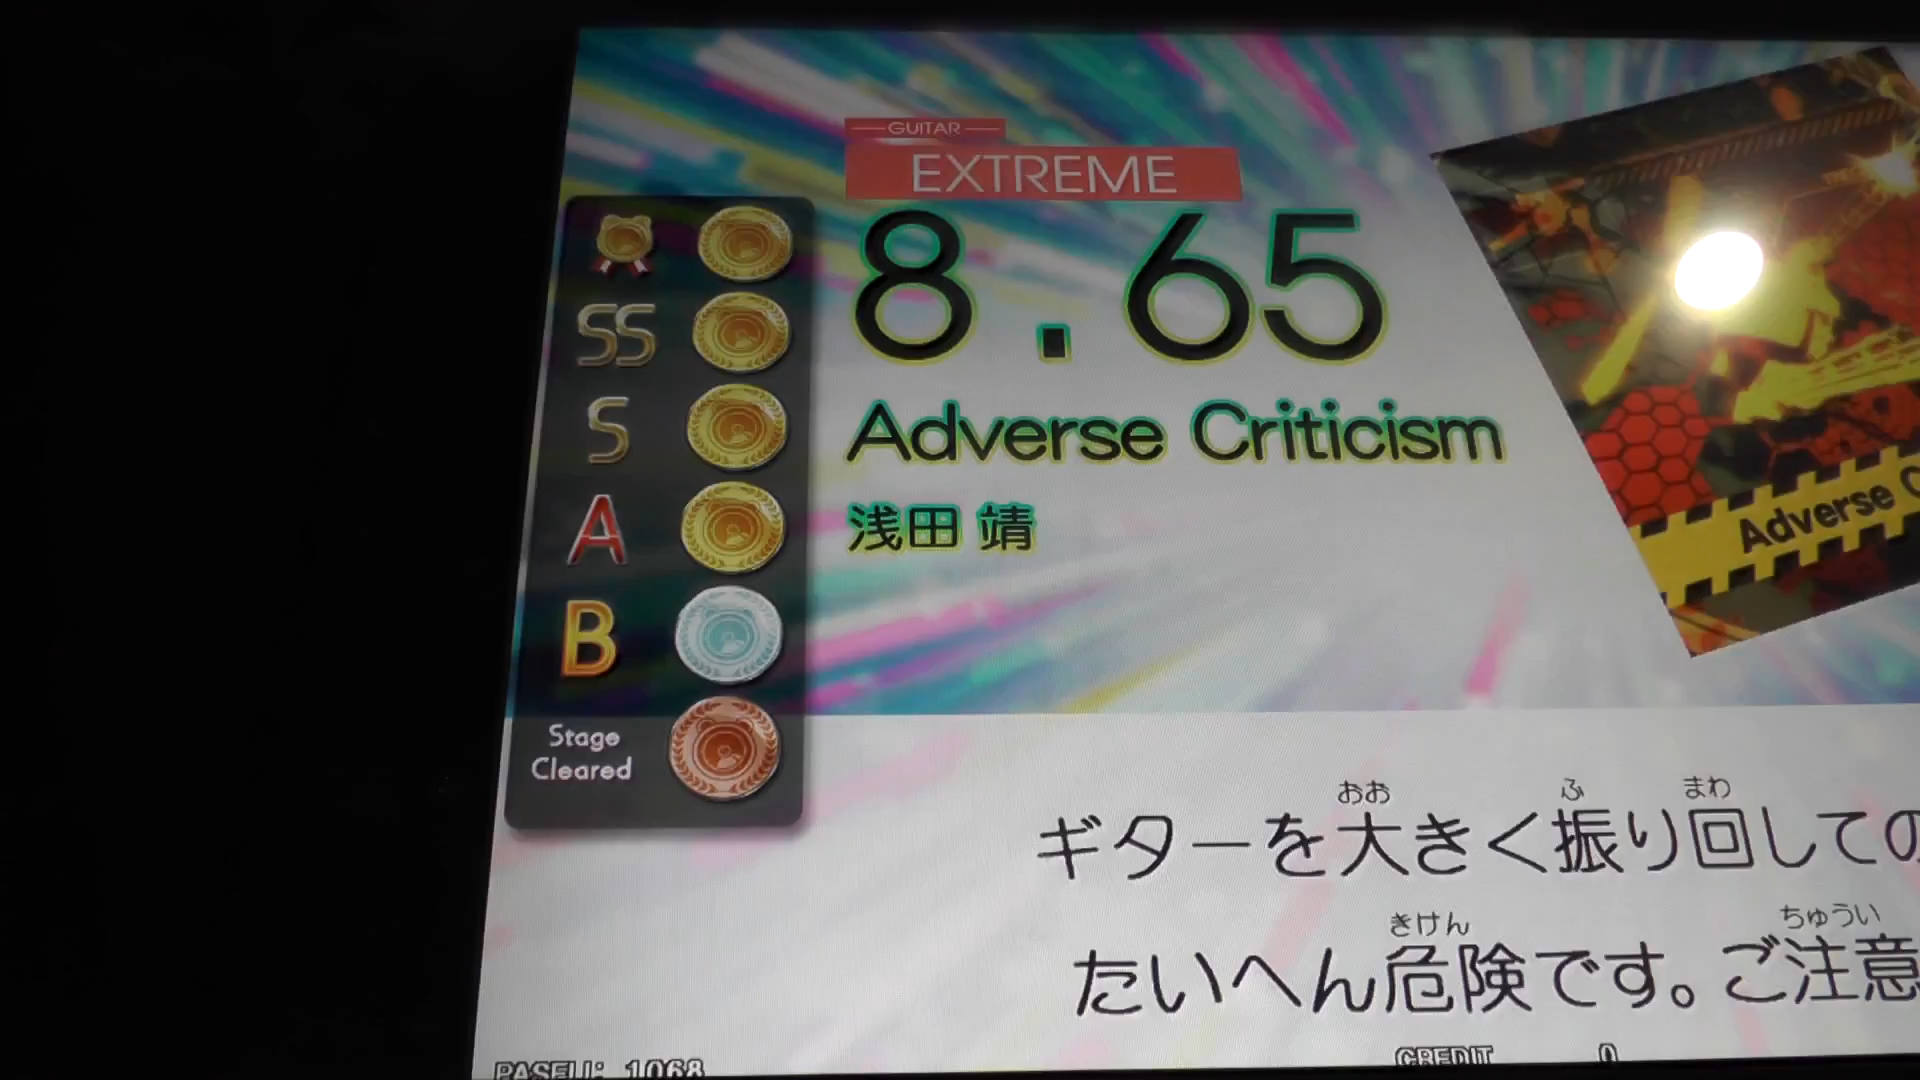 GUITAR
EXTREME
8.65
Adverse Criticism
浅田 靖
SS
S
A
B
Stage
Cleared
Adverse C
おお ふ まわ
ギターを大きく振り回しての
きけん ちゅうい
たいへん危険です。ご注意
PASELI: 1068
CREDIT 0